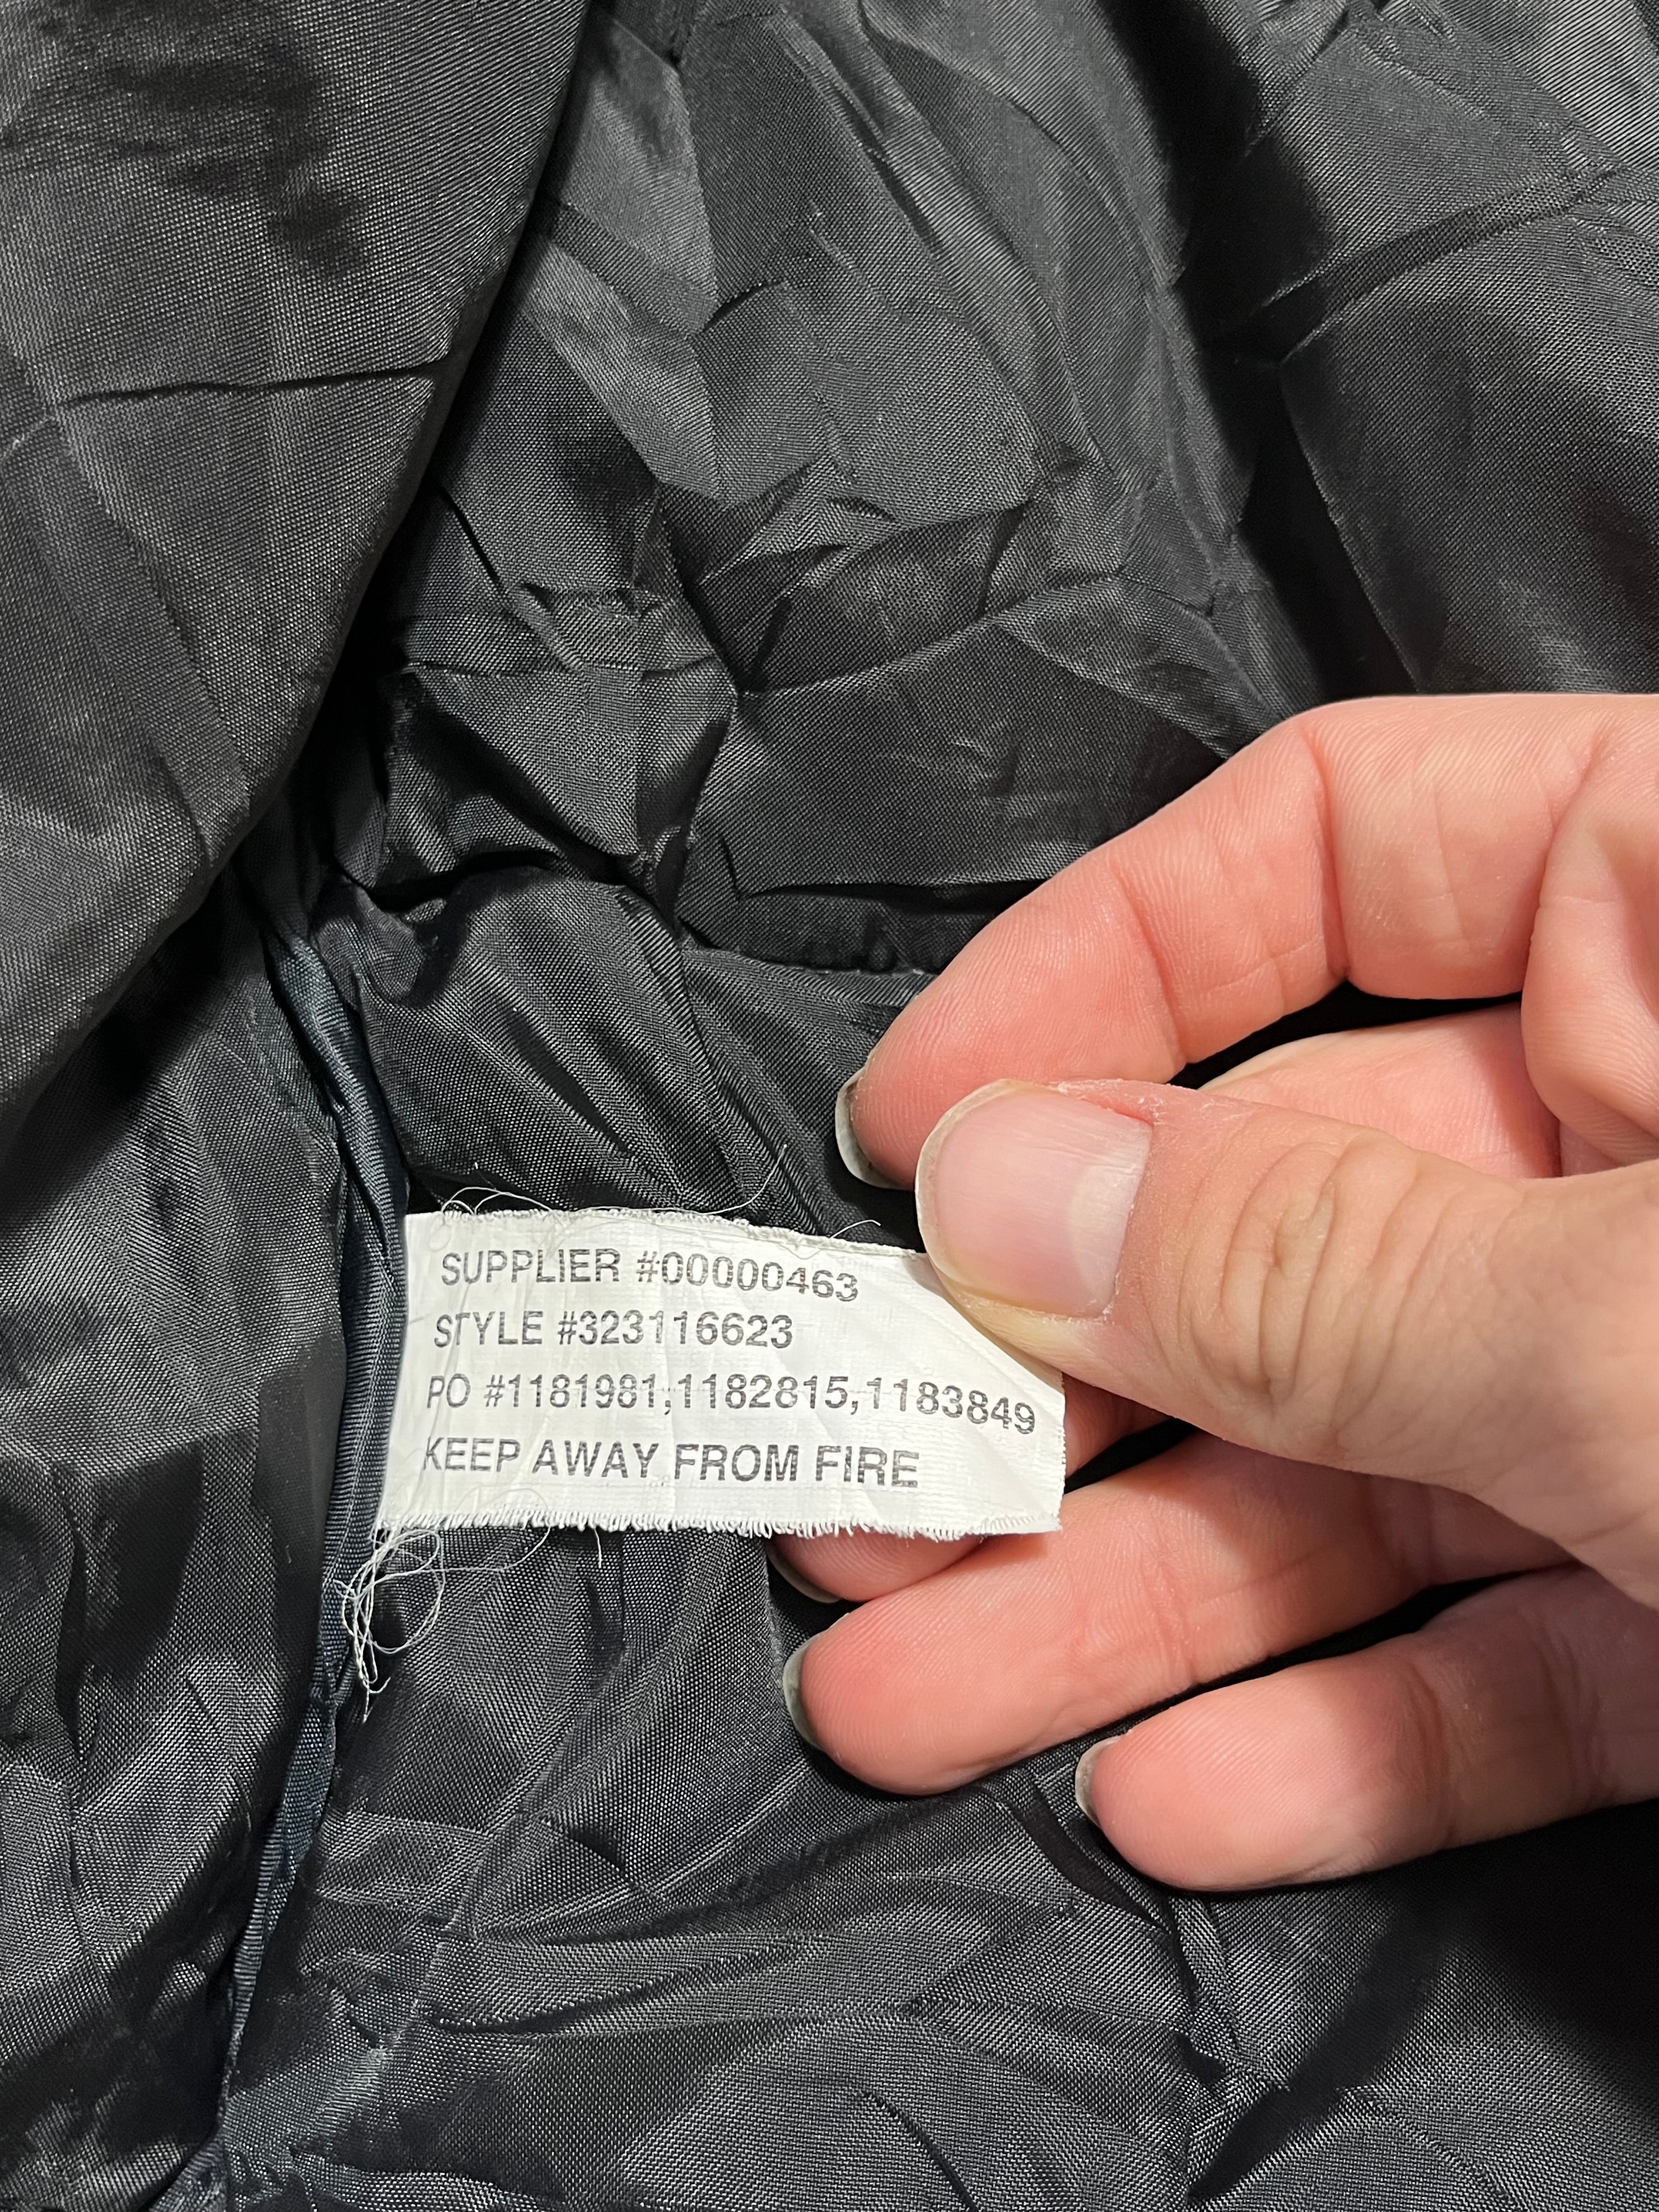 SUPPLIER #00000463
STYLE #323116623
PO #1181981,1182815,1183849
KEEP AWAY FROM FIRE